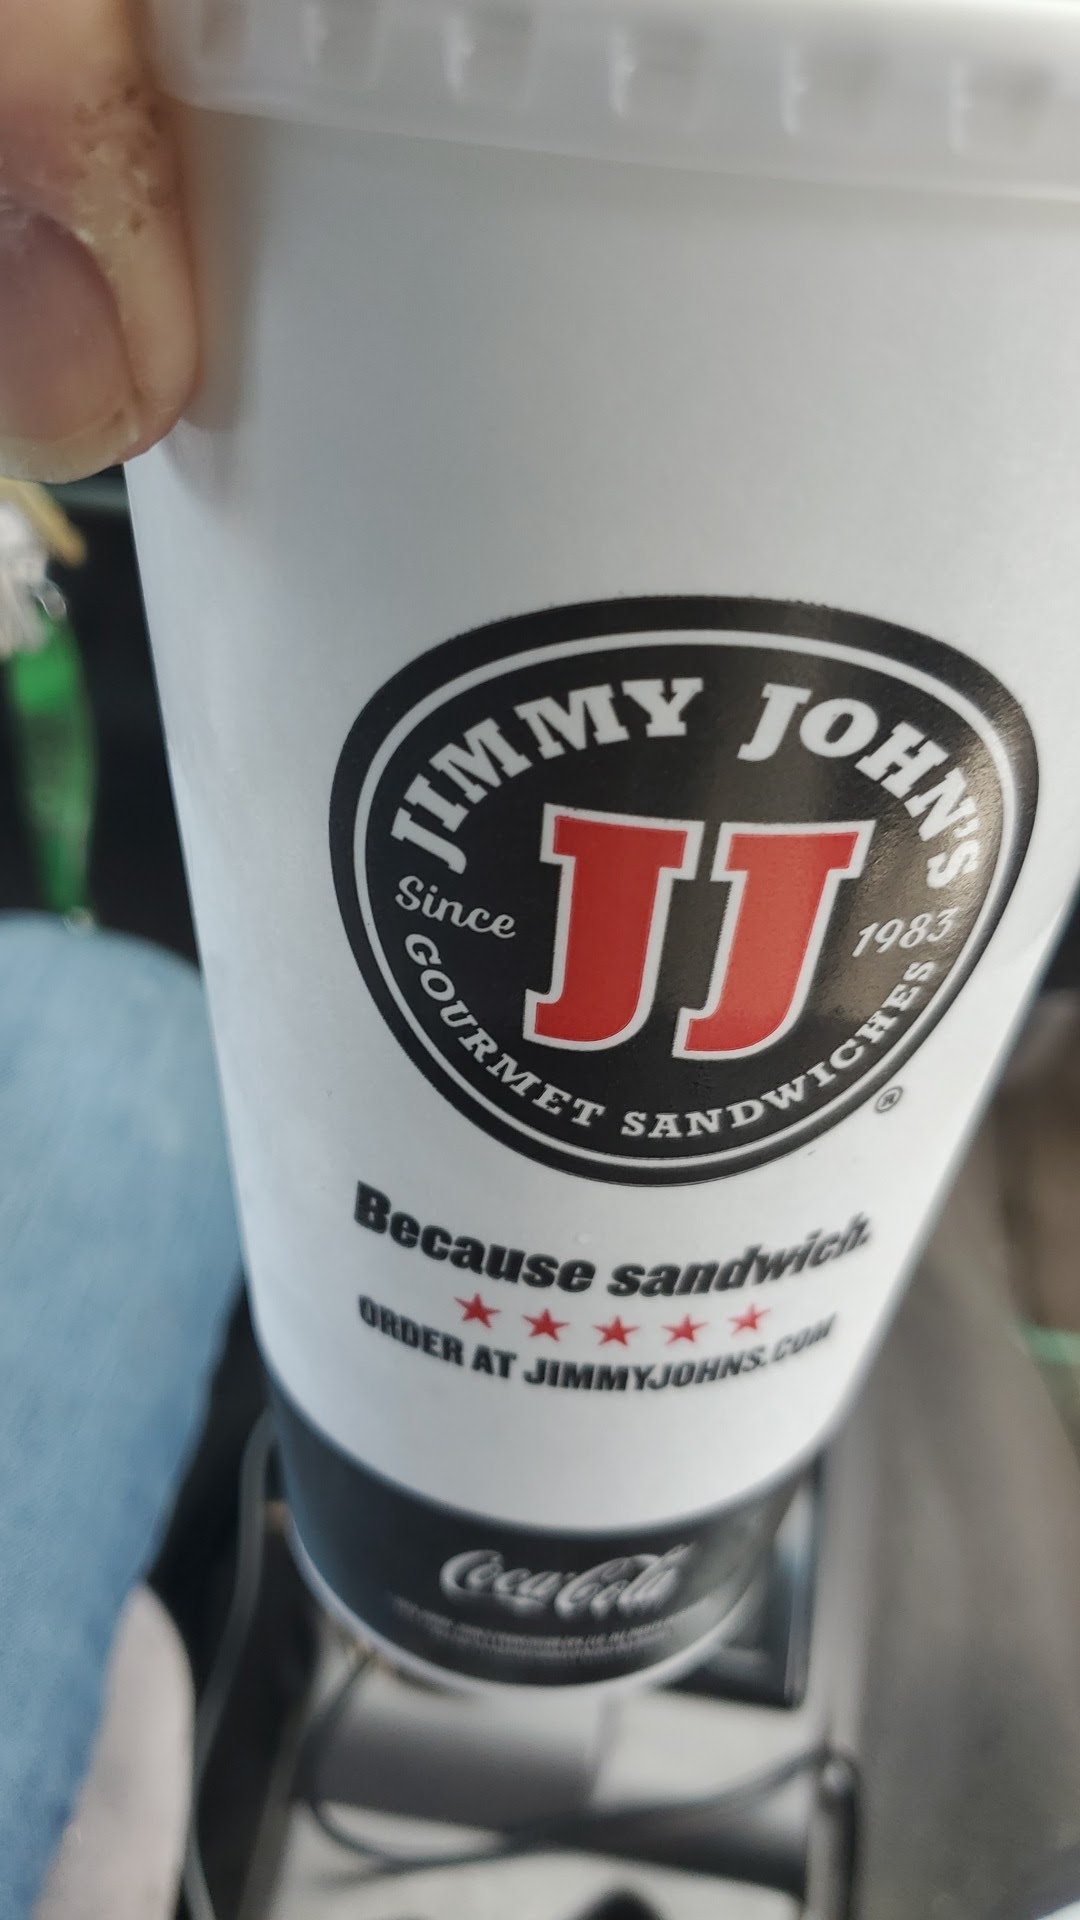 JIMMY JOHN'S
Since JJ 1983
GOURMET SANDWICHES
®
Because sandwich.
ORDER AT JIMMYJOHNS.COM
Coca-Cola